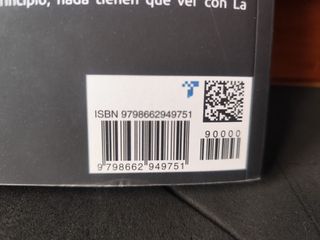 principio, nada tienen que ver con La
ISBN 9798662949751
90000
9 798662 949751